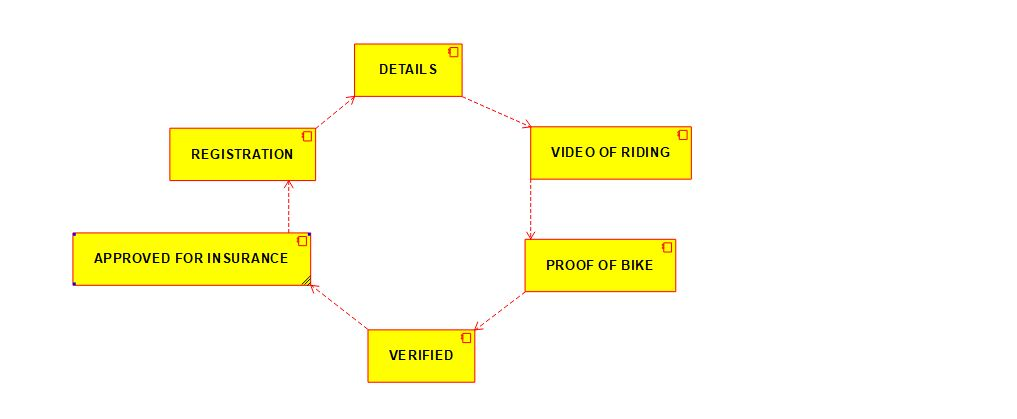 DETAILS
VIDEO OF RIDING
REGISTRATION
APPROVED FOR INSURANCE
PROOF OF BIKE
VERIFIED